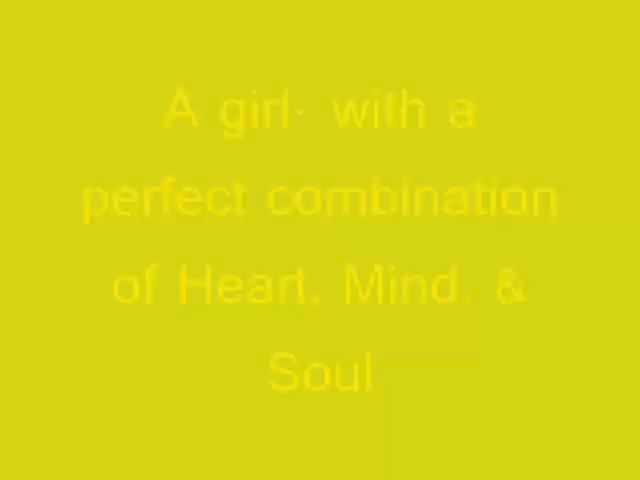 A girl- with a
perfect combination
of Heart, Mind, &
Soul